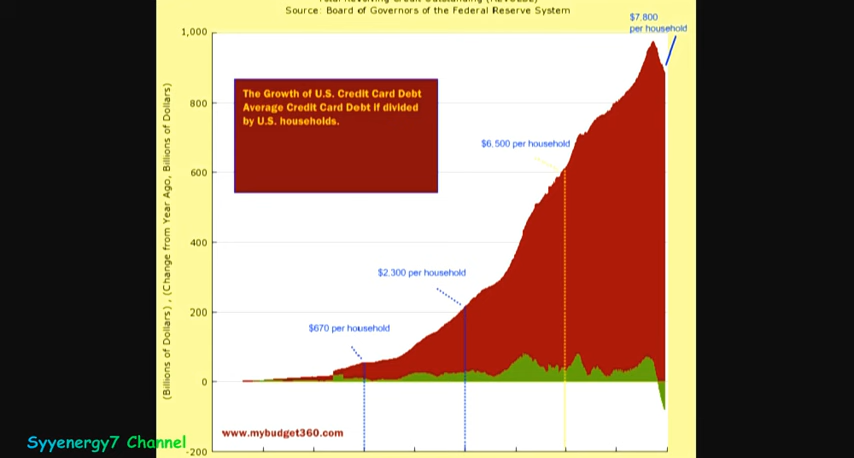 Source: Board of Governors of the Federal Reserve System
$7,800
per household
1,000
The Growth of U.S. Credit Card Debt
Average Credit Card Debt if divided
by U.S. households.
800
$6,500 per household
600
(Billions of Dollars) , (Change from Year Ago, Billions of Dollars)
400
$2,300 per household
200
$670 per household
0
www.mybudget360.com
Syyenergy7 Channel
-200